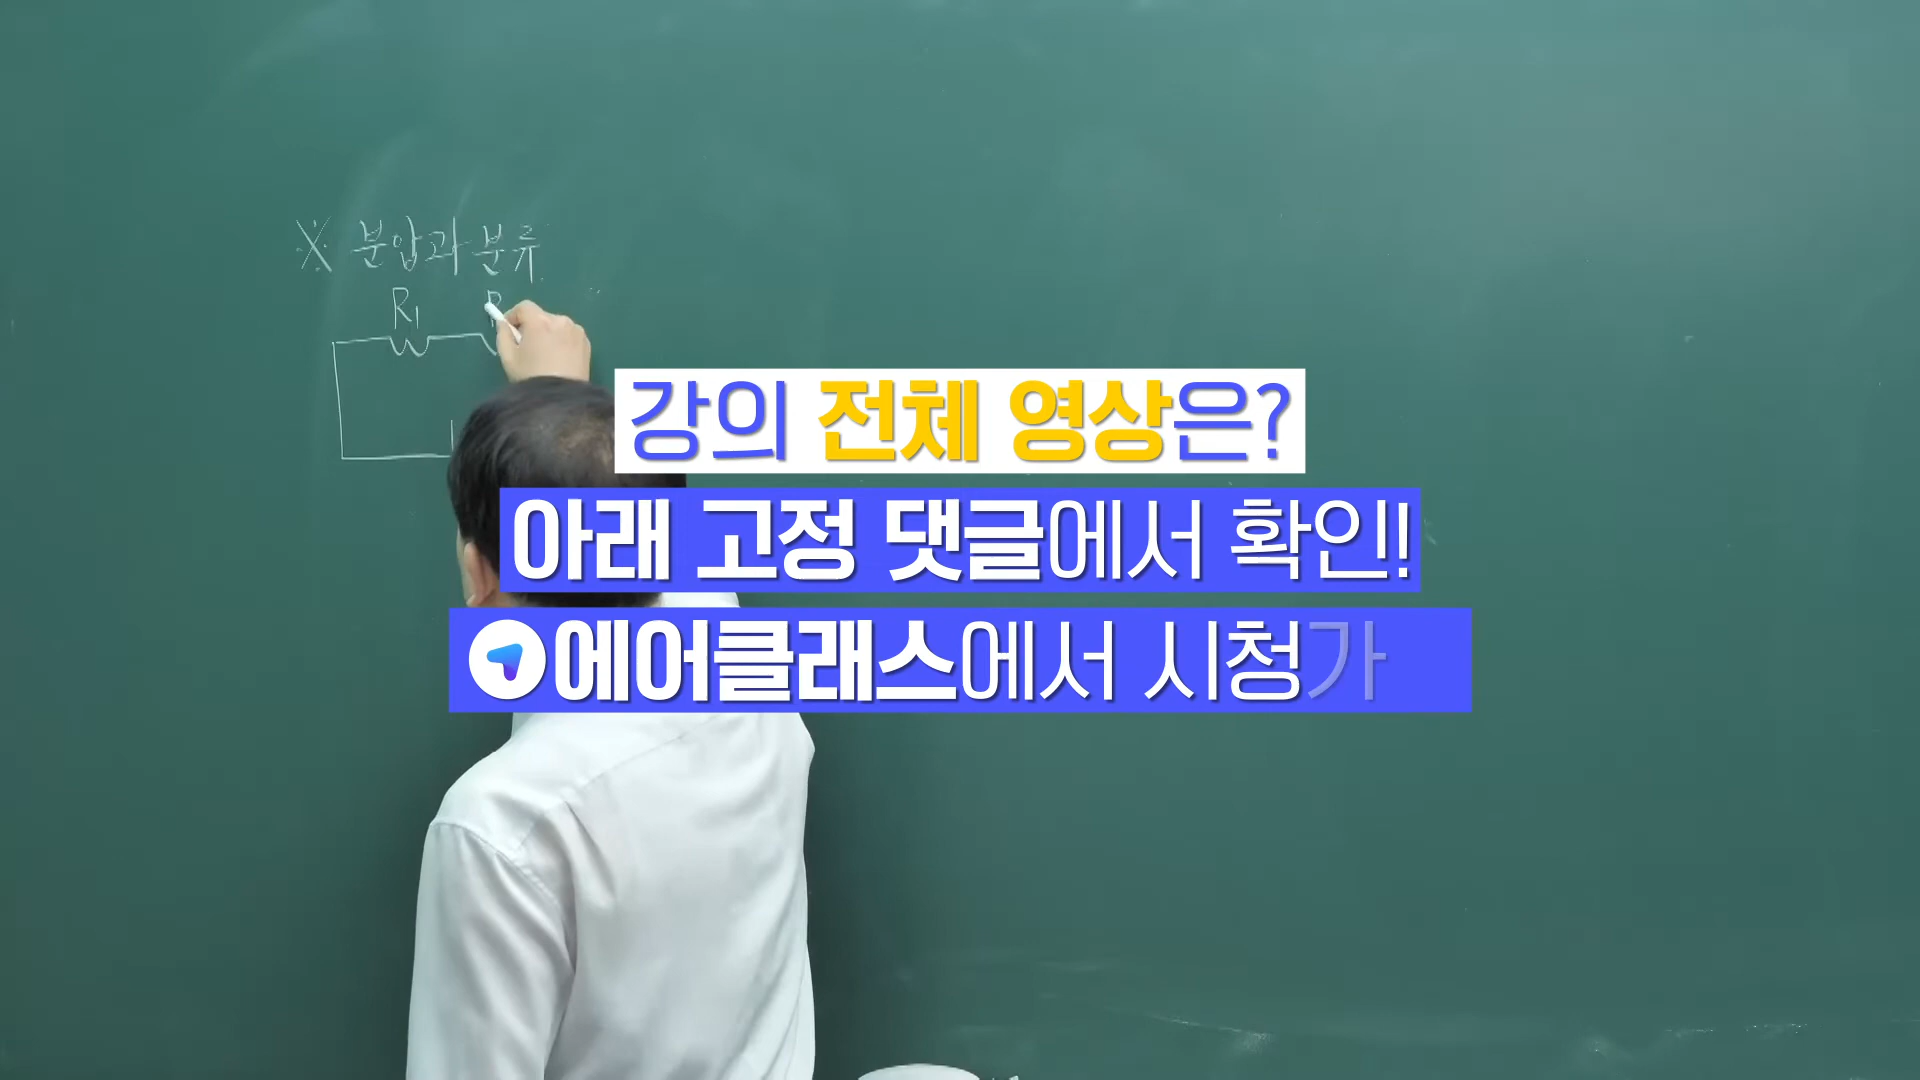 ※ 분압과 분류
R₁ R
강의 전체 영상은?
아래 고정 댓글에서 확인!
에어클래스에서 시청가